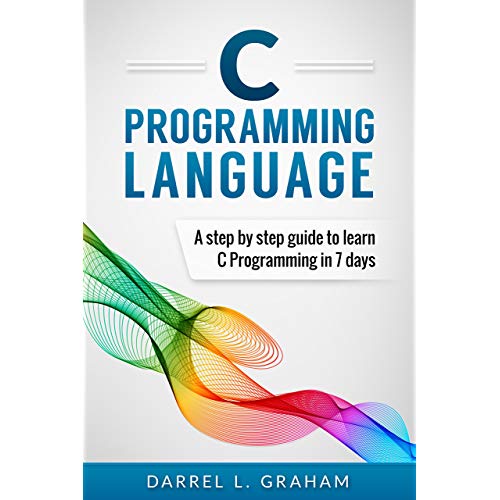 C
PROGRAMMING
LANGUAGE
A step by step guide to learn
C Programming in 7 days
DARREL L. GRAHAM